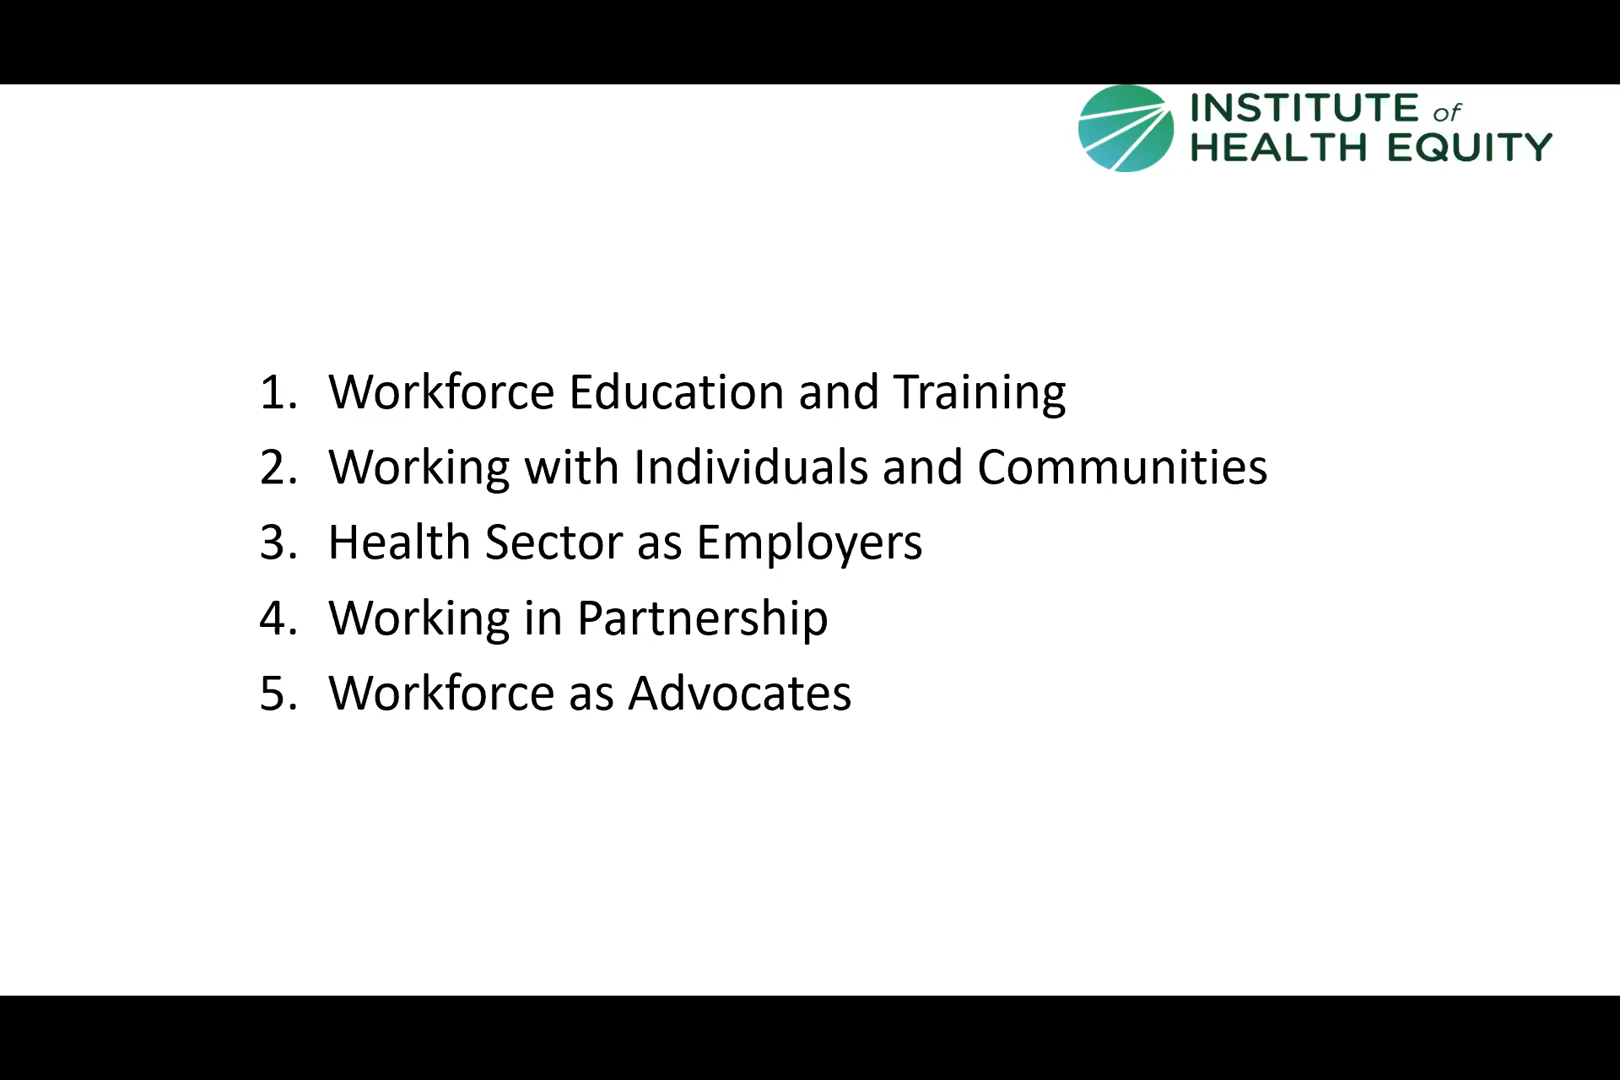 INSTITUTE of
HEALTH EQUITY
1. Workforce Education and Training
2. Working with Individuals and Communities
3. Health Sector as Employers
4. Working in Partnership
5. Workforce as Advocates